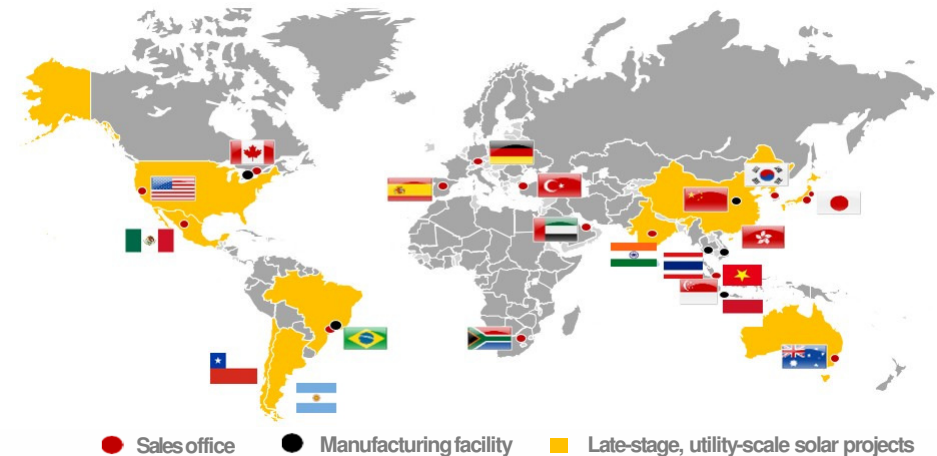 Sales office
Manufacturing facility
Late-stage, utility-scale solar projects